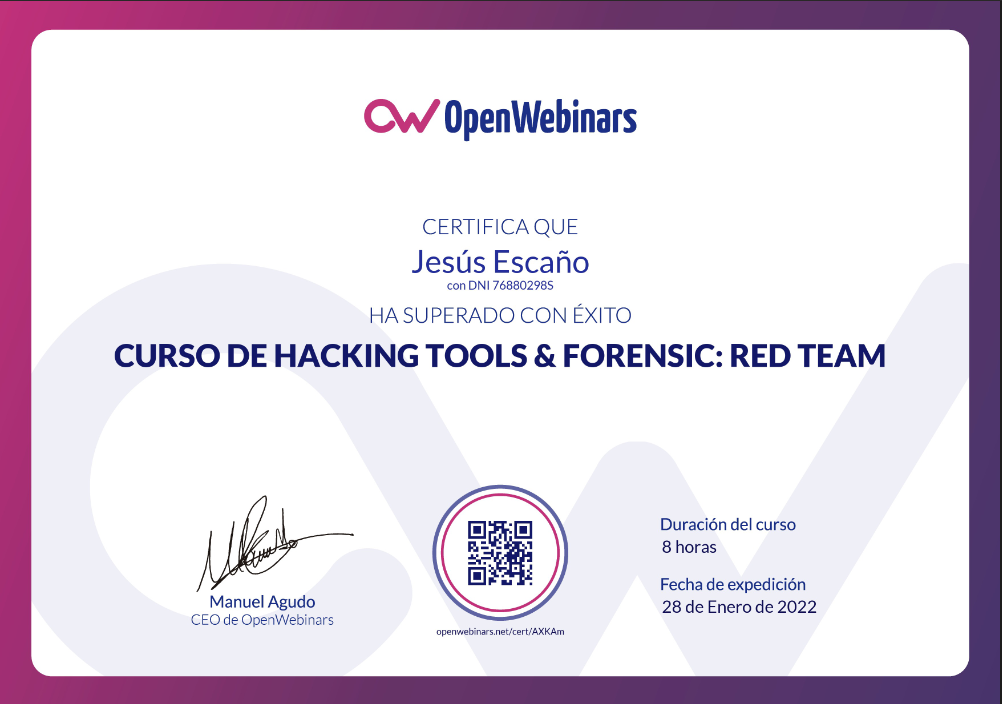 OpenWebinars
CERTIFICA QUE
Jesús Escaño
con DNI 76880298S
HA SUPERADO CON ÉXITO
CURSO DE HACKING TOOLS & FORENSIC: RED TEAM
Manuel Agudo
CEO de OpenWebinars
openwebinars.net/cert/AXKAm
Duración del curso
8 horas
Fecha de expedición
28 de Enero de 2022